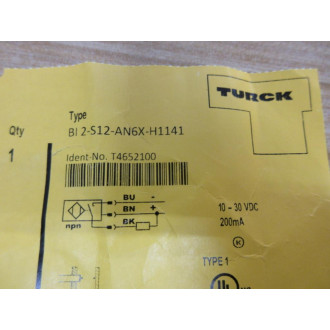 TURCK
Type
Qty
BI 2-S12-AN6X-H1141
1
Ident-No. T4652100
BU -
BN +
BK
npn
10 - 30 VDC
200mA
K
TYPE 1
UL